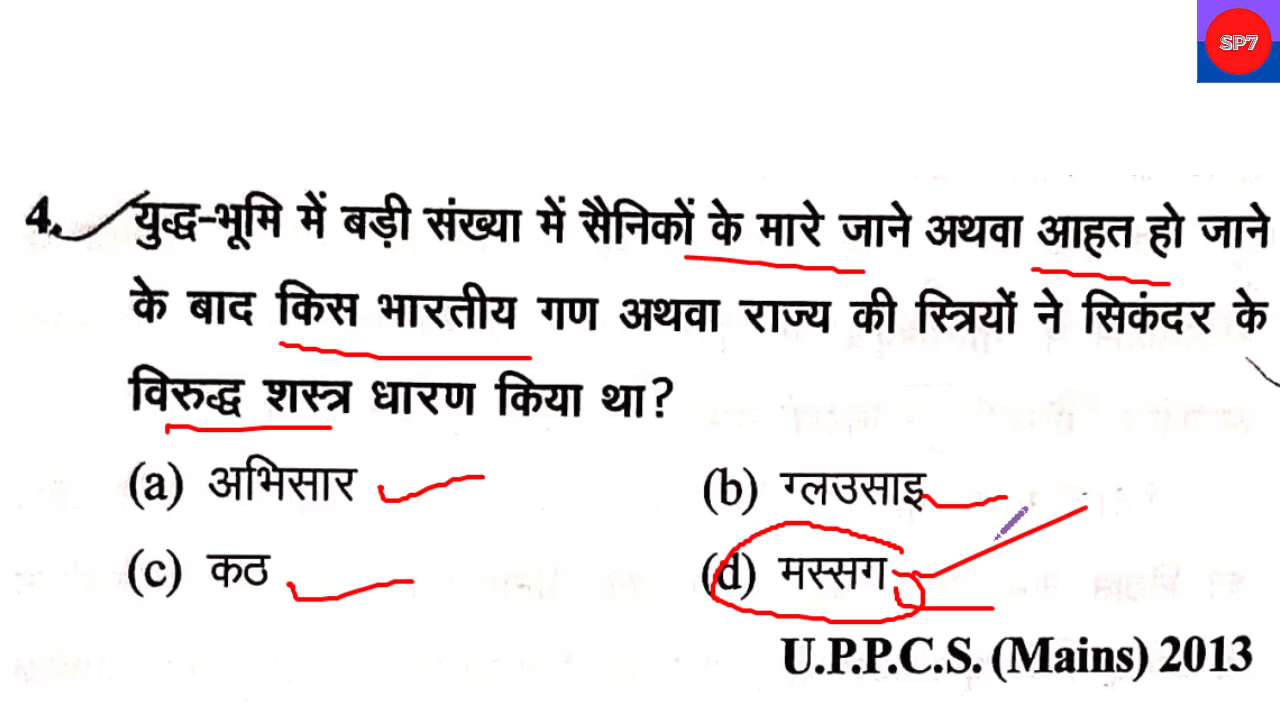 SP7
4. युद्ध-भूमि में बड़ी संख्या में सैनिकों के मारे जाने अथवा आहत हो जाने
के बाद किस भारतीय गण अथवा राज्य की स्त्रियों ने सिकंदर के
विरुद्ध शस्त्र धारण किया था?
(a) अभिसार (b) ग्लउसाइ
(c) कठ (d) मस्सग
U.P.P.C.S. (Mains) 2013